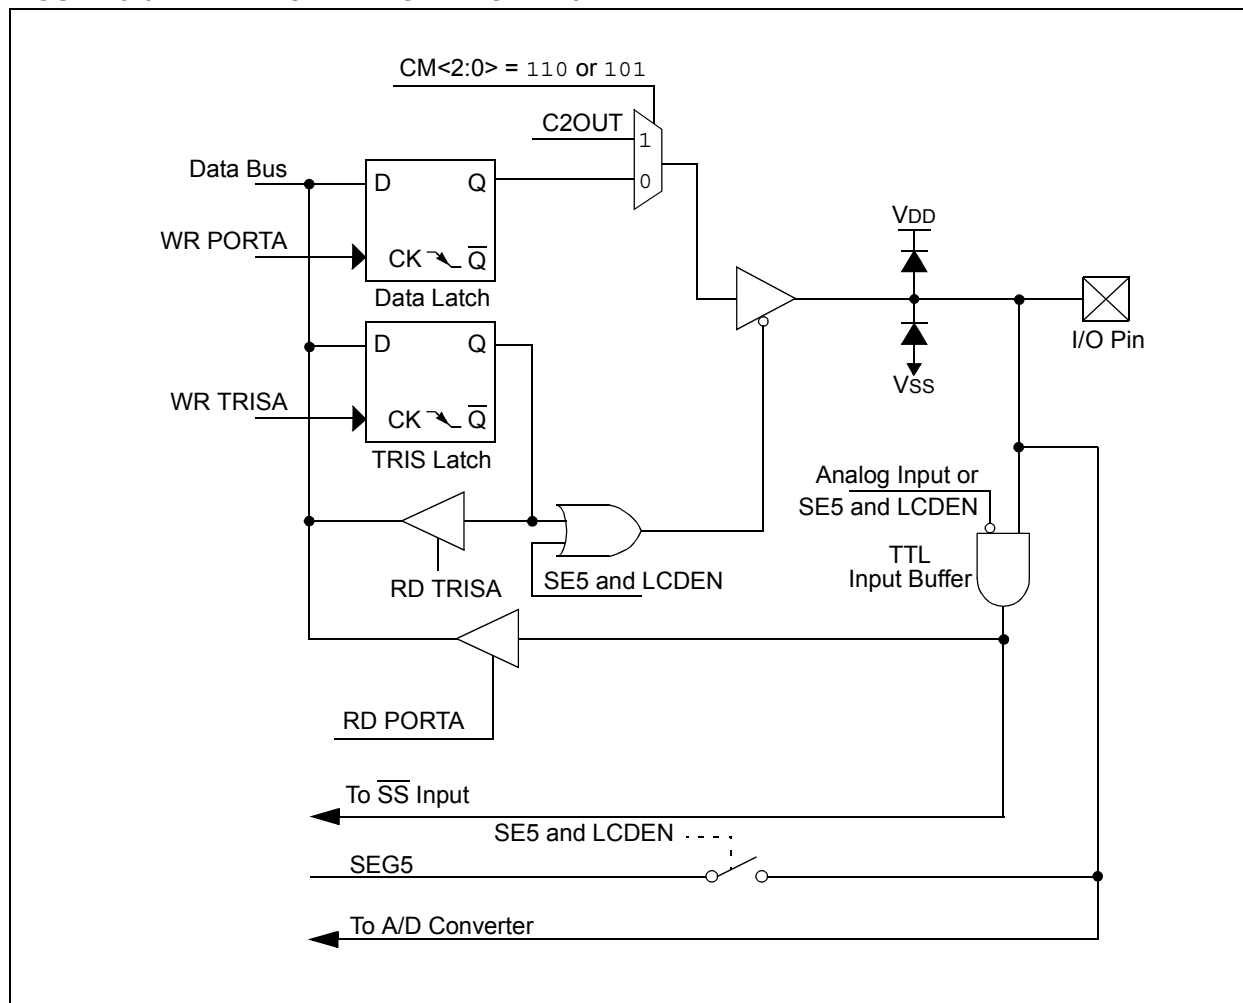 CM<2:0> = 110 or 101
C2OUT
1
0
Data Bus
D
Q
WR PORTA
CK
Q̅
Data Latch
VDD
I/O Pin
VSS
D
Q
WR TRISA
CK
Q̅
TRIS Latch
Analog Input or
SE5 and LCDEN
TTL
Input Buffer
RD TRISA
SE5 and LCDEN
RD PORTA
To S̅S̅ Input
SE5 and LCDEN
SEG5
To A/D Converter